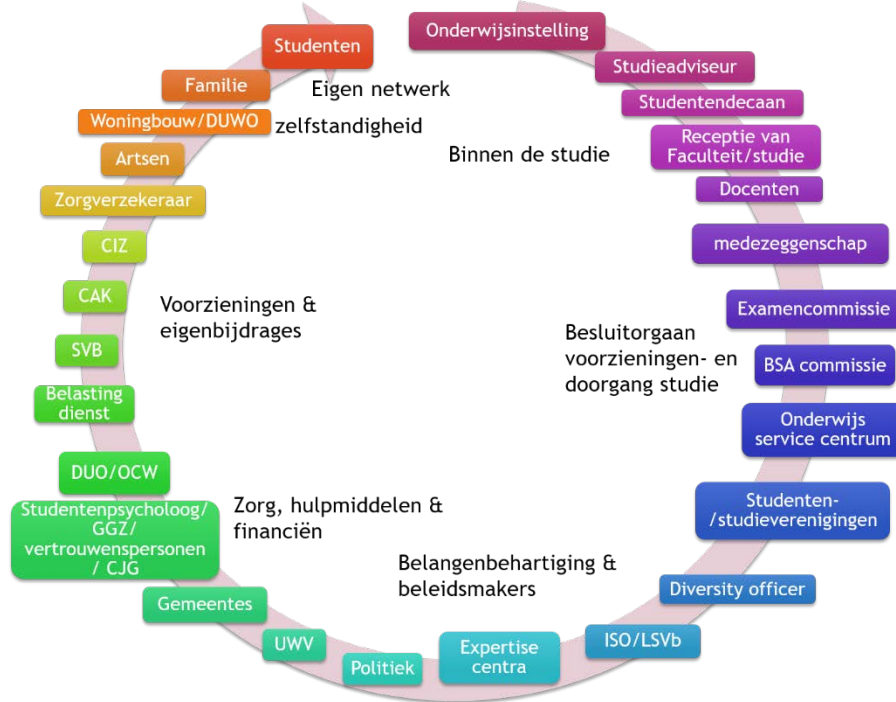 Onderwijsinstelling
Studieadviseur
Studentendecaan
Receptie van
Faculteit/studie
Docenten
medezeggenschap
Examencommissie
BSA commissie
Onderwijs
service centrum
Studenten-
/studieverenigingen
Diversity officer
ISO/LSVb
Expertise
centra
Politiek
UWV
Gemeentes
Studentenpsycholoog/
GGZ/
vertrouwenspersonen
/ CJG
DUO/OCW
Belasting
dienst
SVB
CAK
CIZ
Zorgverzekeraar
Artsen
Woningbouw/DUWO
Familie
Studenten
Eigen netwerk
zelfstandigheid
Binnen de studie
Voorzieningen &
eigenbijdrages
Besluitorgaan
voorzieningen- en
doorgang studie
Zorg, hulpmiddelen &
financiën
Belangenbehartiging &
beleidsmakers